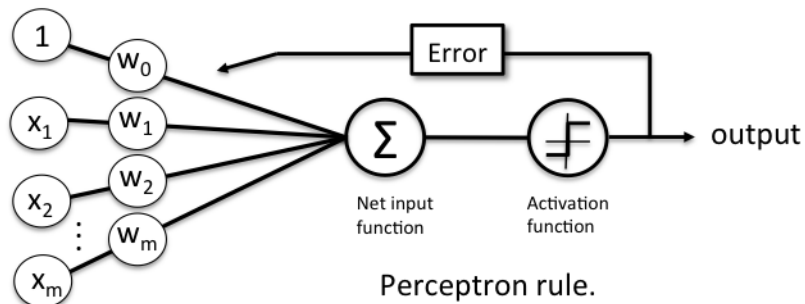 1
w₀
Error
x₁
w₁
Σ
output
x₂
w₂
⋮
Net input
function
Activation
function
xₘ
wₘ
Perceptron rule.